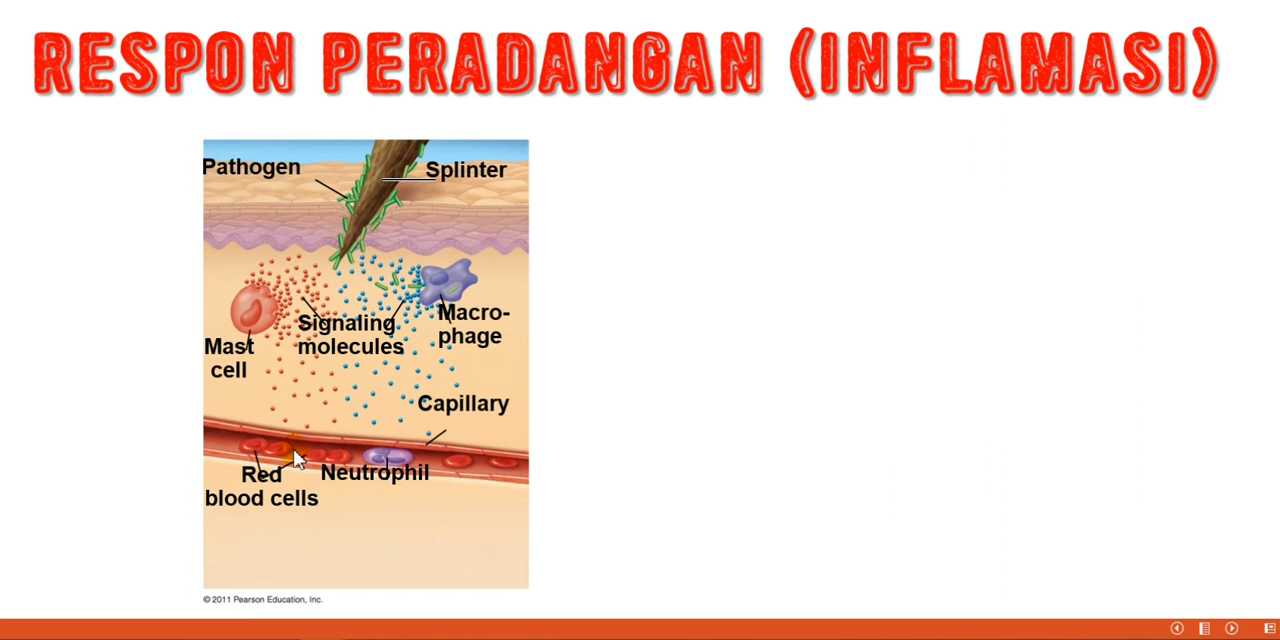 RESPON PERADANGAN (INFLAMASI)
Pathogen
Splinter
Macro-
phage
Signaling
molecules
Mast
cell
Capillary
Red
blood cells
Neutrophil
© 2011 Pearson Education, Inc.